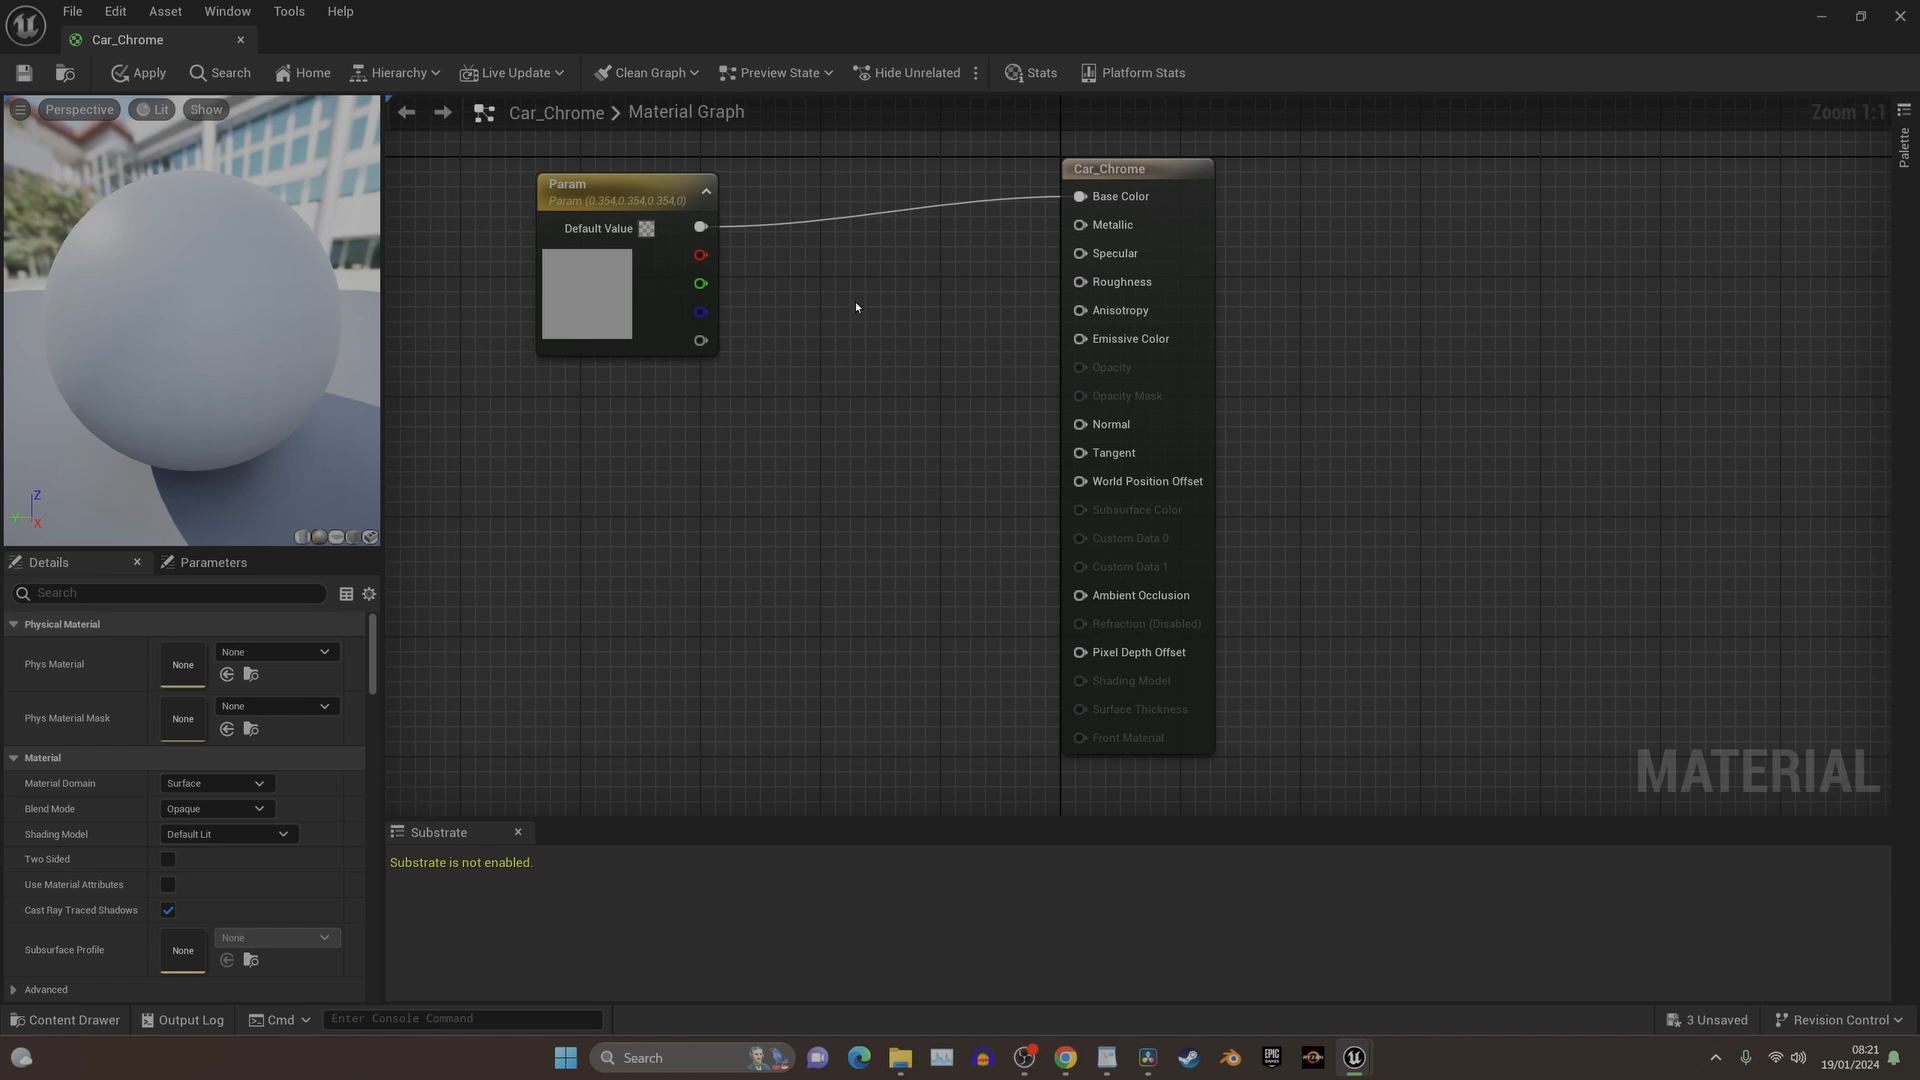 File Edit Asset Window Tools Help
Car_Chrome
Apply Search Home Hierarchy Live Update Clean Graph Preview State Hide Unrelated Stats Platform Stats
Perspective Lit Show
Car_Chrome Material Graph
Zoom 1:1
Palette
Param
Param (0.354,0.354,0.354,0)
Default Value
Car_Chrome
Base Color
Metallic
Specular
Roughness
Anisotropy
Emissive Color
Opacity
Opacity Mask
Normal
Tangent
World Position Offset
Subsurface Color
Custom Data 0
Custom Data 1
Ambient Occlusion
Refraction (Disabled)
Pixel Depth Offset
Shading Model
Surface Thickness
Front Material
MATERIAL
Z
Y
X
Details Parameters
Search
Physical Material
Phys Material None None
Phys Material Mask None None
Material
Material Domain Surface
Blend Mode Opaque
Shading Model Default Lit
Two Sided
Use Material Attributes
Cast Ray Traced Shadows
Subsurface Profile None None
Advanced
Substrate
Substrate is not enabled.
Content Drawer Output Log Cmd Enter Console Command 3 Unsaved Revision Control
Search
EPIC GAMES
RYZEN
08:21
19/01/2024